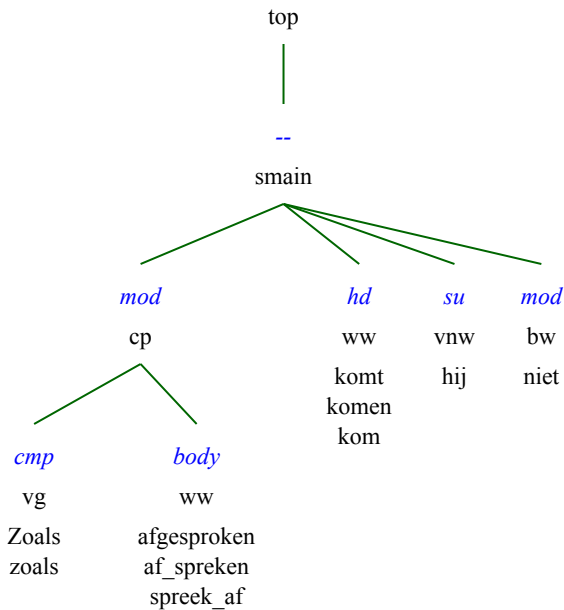 top
--
smain
mod hd su mod
cp ww vnw bw
komt hij niet
komen
kom
cmp body
vg ww
Zoals afgesproken
zoals af_spreken
spreek_af